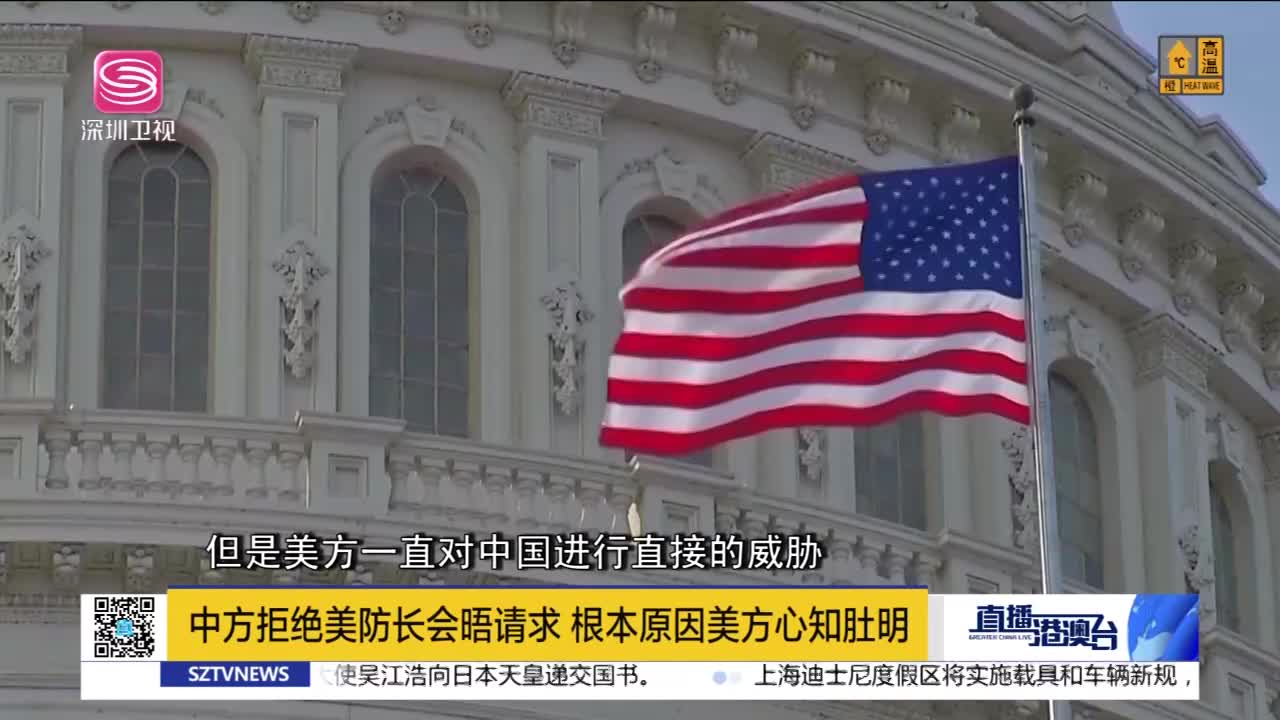 深圳卫视
℃
高温
橙 HEAT WAVE
但是美方一直对中国进行直接的威胁
中方拒绝美防长会晤请求 根本原因美方心知肚明
直播港澳台
GREATER CHINA LIVE
SZTVNEWS
使吴江浩向日本天皇递交国书。 上海迪士尼度假区将实施载具和车辆新规，